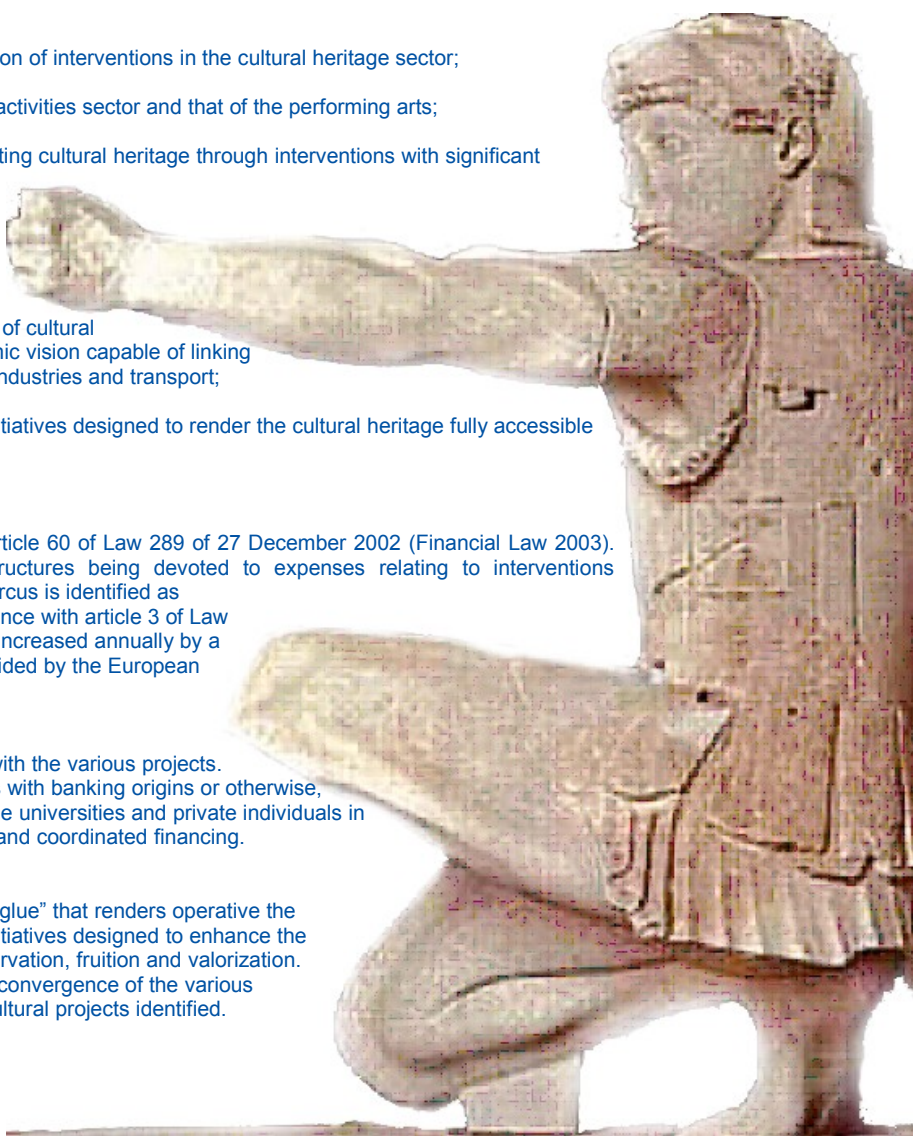 on of interventions in the cultural heritage sector;
activities sector and that of the performing arts;
ting cultural heritage through interventions with significant
of cultural
nic vision capable of linking
ndustries and transport;
tiatives designed to render the cultural heritage fully accessible
rticle 60 of Law 289 of 27 December 2002 (Financial Law 2003).
tructures being devoted to expenses relating to interventions
rcus is identified as
nce with article 3 of Law
increased annually by a
ided by the European
with the various projects.
s with banking origins or otherwise,
e universities and private individuals in
and coordinated financing.
glue” that renders operative the
tiatives designed to enhance the
rvation, fruition and valorization.
convergence of the various
ultural projects identified.